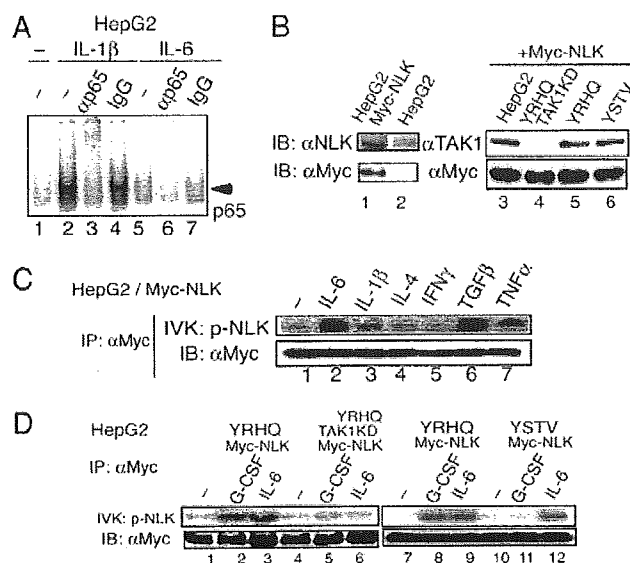 A
HepG2
– IL-1β IL-6
- - αp65 IgG - αp65 IgG
p65
1 2 3 4 5 6 7
B
+Myc-NLK
HepG2 Myc-NLK HepG2
HepG2 YRHQ TAK1KD YRHQ YSTV
IB: αNLK αTAK1
IB: αMyc αMyc
1 2 3 4 5 6
C
HepG2 / Myc-NLK
- IL-6 IL-1β IL-4 IFNγ TGFβ TNFα
IP: αMyc
IVK: p-NLK
IB: αMyc
1 2 3 4 5 6 7
D
HepG2
YRHQ Myc-NLK
YRHQ TAK1KD Myc-NLK
YRHQ Myc-NLK
YSTV Myc-NLK
IP: αMyc
- G-CSF IL-6 - G-CSF IL-6 - G-CSF IL-6 - G-CSF IL-6
IVK: p-NLK
IB: αMyc
1 2 3 4 5 6 7 8 9 10 11 12